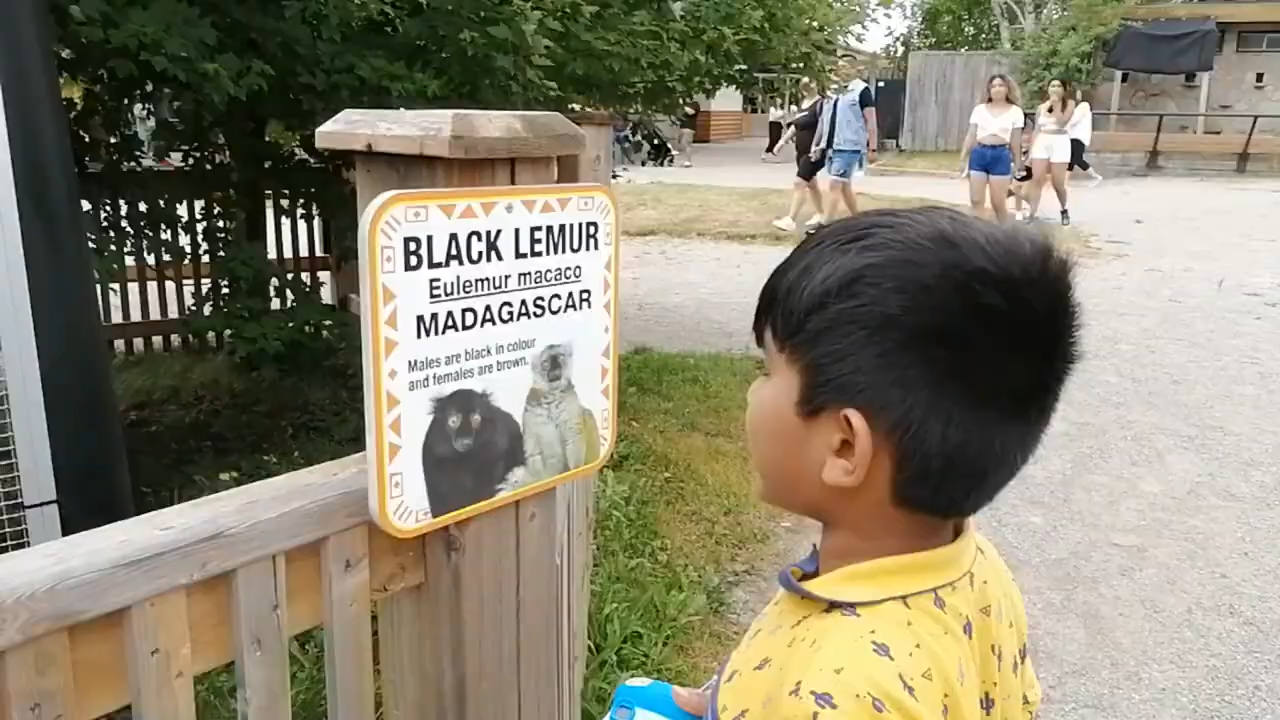 BLACK LEMUR
Eulemur macaco
MADAGASCAR
Males are black in colour
and females are brown.